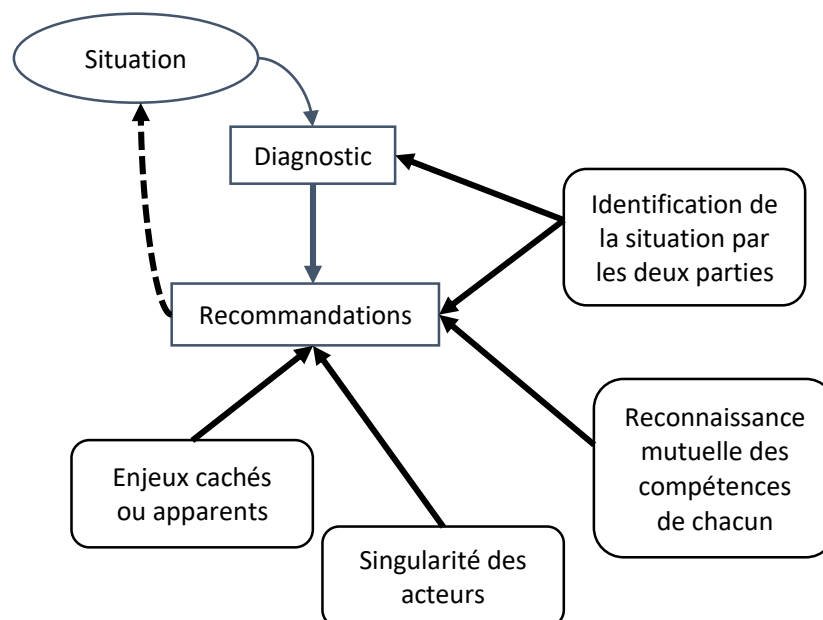 Situation
Diagnostic
Identification de
la situation par
les deux parties
Recommandations
Reconnaissance
mutuelle des
compétences
de chacun
Enjeux cachés
ou apparents
Singularité des
acteurs